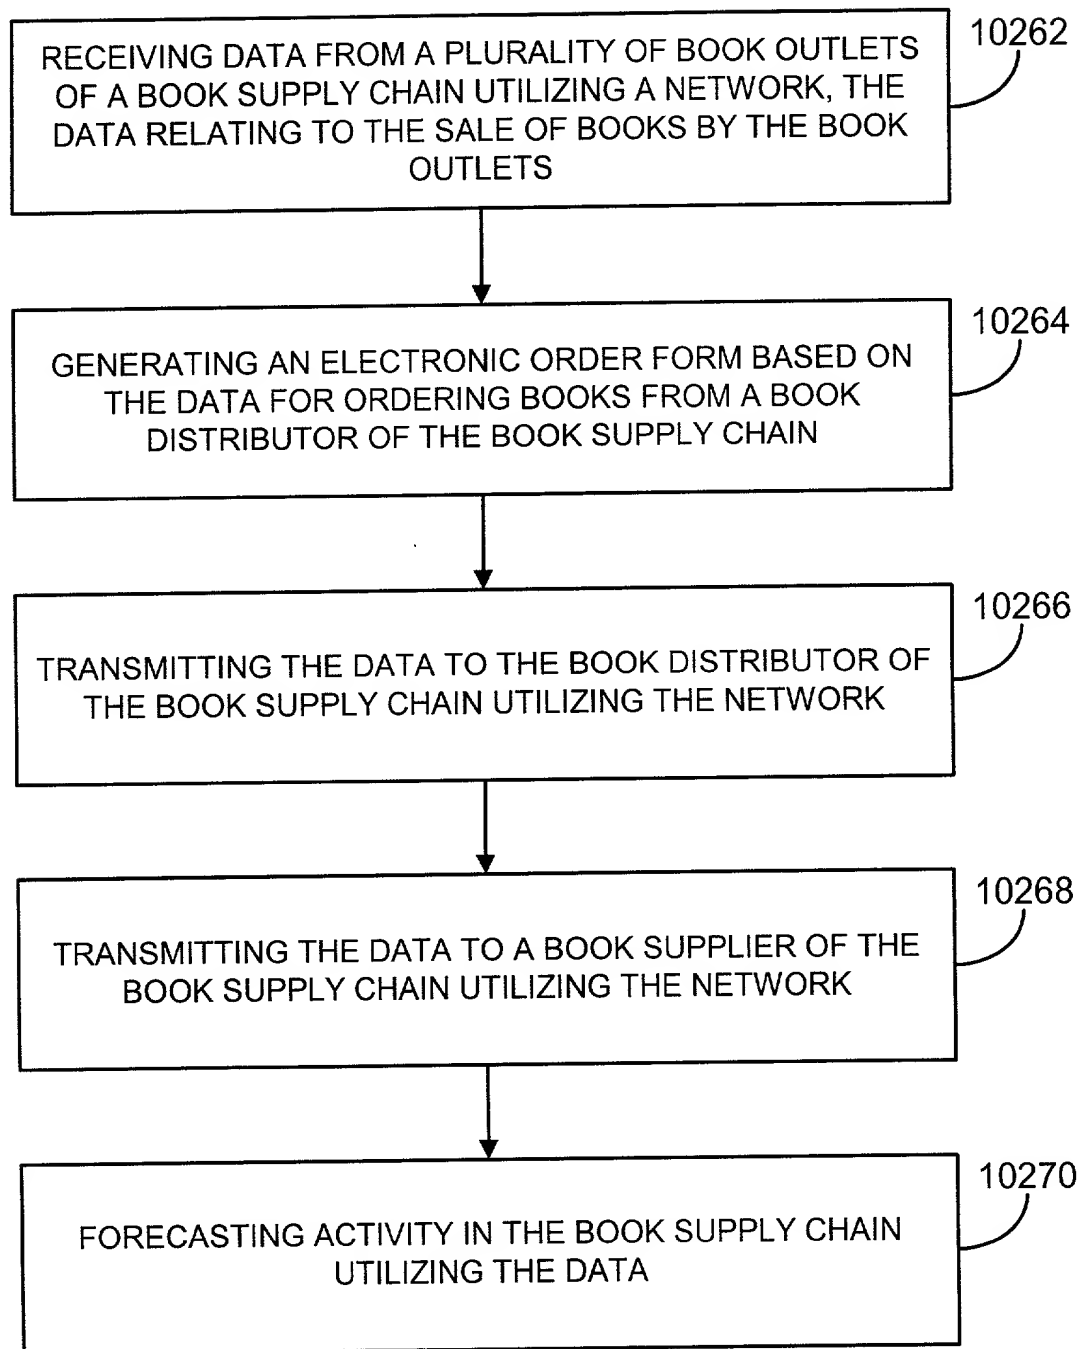 10262
RECEIVING DATA FROM A PLURALITY OF BOOK OUTLETS
OF A BOOK SUPPLY CHAIN UTILIZING A NETWORK, THE
DATA RELATING TO THE SALE OF BOOKS BY THE BOOK
OUTLETS
10264
GENERATING AN ELECTRONIC ORDER FORM BASED ON
THE DATA FOR ORDERING BOOKS FROM A BOOK
DISTRIBUTOR OF THE BOOK SUPPLY CHAIN
10266
TRANSMITTING THE DATA TO THE BOOK DISTRIBUTOR OF
THE BOOK SUPPLY CHAIN UTILIZING THE NETWORK
10268
TRANSMITTING THE DATA TO A BOOK SUPPLIER OF THE
BOOK SUPPLY CHAIN UTILIZING THE NETWORK
10270
FORECASTING ACTIVITY IN THE BOOK SUPPLY CHAIN
UTILIZING THE DATA